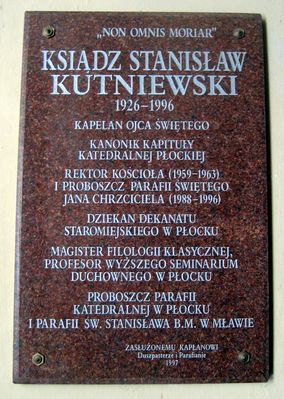 „NON OMNIS MORIAR”
KSIĄDZ STANISŁAW
KUTNIEWSKI
1926–1996
KAPELAN OJCA ŚWIĘTEGO
KANONIK KAPITUŁY
KATEDRALNEJ PŁOCKIEJ
REKTOR KOŚCIOŁA (1959–1963)
I PROBOSZCZ PARAFII ŚWIĘTEGO
JANA CHRZCICIELA (1988–1996)
DZIEKAN DEKANATU
STAROMIEJSKIEGO W PŁOCKU
MAGISTER FILOLOGII KLASYCZNEJ,
PROFESOR WYŻSZEGO SEMINARIUM
DUCHOWNEGO W PŁOCKU
PROBOSZCZ PARAFII
KATEDRALNEJ W PŁOCKU
I PARAFII ŚW. STANISŁAWA B.M. W MŁAWIE
ZASŁUŻONEMU KAPŁANOWI
Duszpasterze i Parafianie
1997